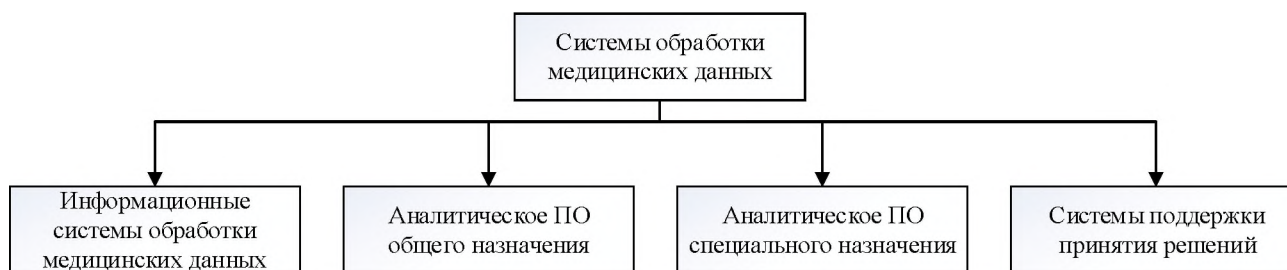 Системы обработки
медицинских данных
Информационные
системы обработки
медицинских данных
Аналитическое ПО
общего назначения
Аналитическое ПО
специального назначения
Системы поддержки
принятия решений